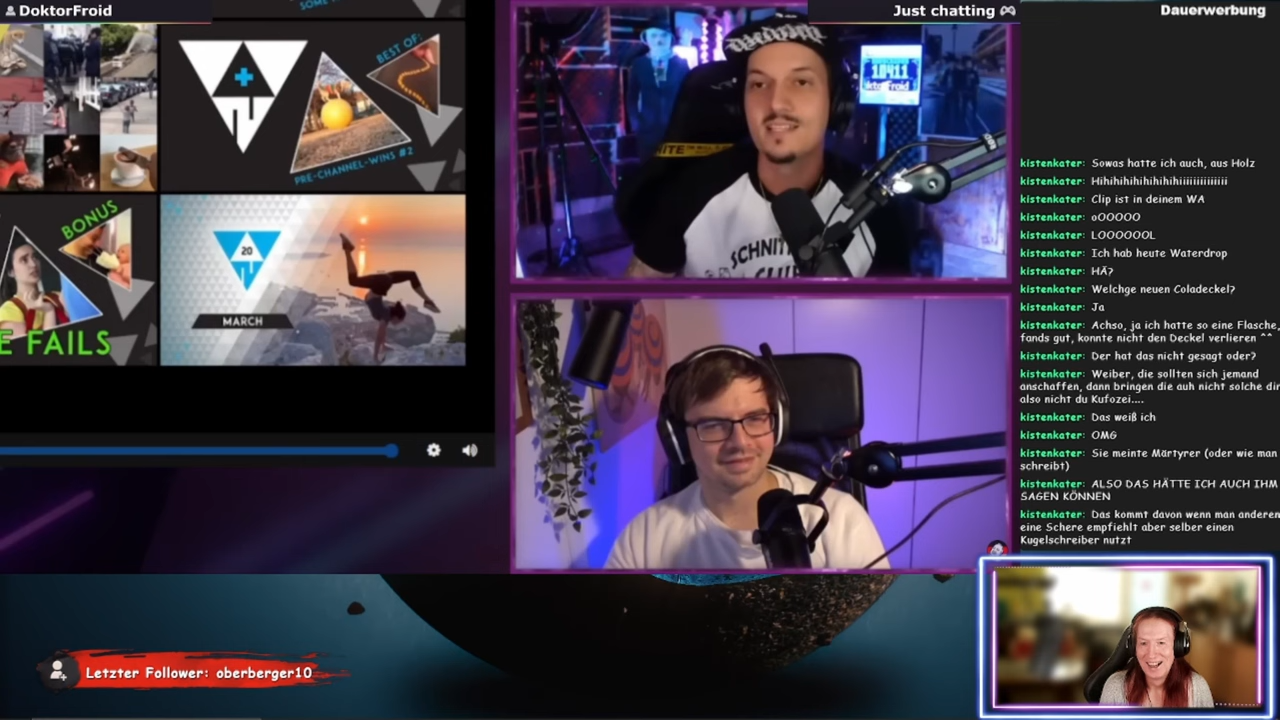 DoktorFroid
Just chatting
Dauerwerbung
BEST OF:
PRE-CHANNEL-WINS #2
BONUS
E FAILS
20
MARCH
10411
SCHNIT
kistenkater: Sowas hatte ich auch, aus Holz
kistenkater: Hihihihihihihihihiiiiiiiiiiiiii
kistenkater: Clip ist in deinem WA
kistenkater: oOOOOO
kistenkater: LOOOOOOL
kistenkater: Ich hab heute Waterdrop
kistenkater: HÄ?
kistenkater: Welchge neuen Coladeckel?
kistenkater: Ja
kistenkater: Achso, ja ich hatte so eine Flasche,
fands gut, konnte nicht den Deckel verlieren ^^
kistenkater: Der hat das nicht gesagt oder?
kistenkater: Weiber, die sollten sich jemand
anschaffen, dann bringen die auh nicht solche din
also nicht du Kufozei....
kistenkater: Das weiß ich
kistenkater: OMG
kistenkater: Sie meinte Märtyrer (oder wie man
schreibt)
kistenkater: ALSO DAS HÄTTE ICH AUCH IHM
SAGEN KÖNNEN
kistenkater: Das kommt davon wenn man anderen
eine Schere empfiehlt aber selber einen
Kugelschreiber nutzt
Letzter Follower: oberberger10